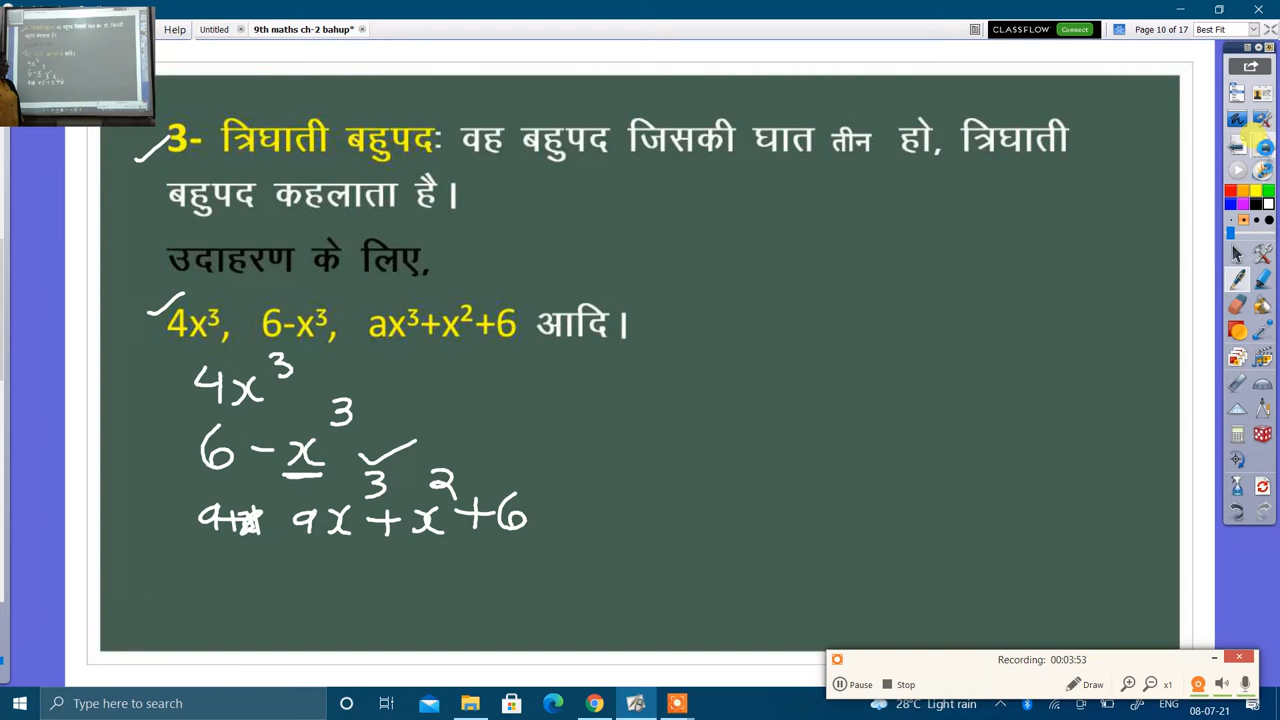 Help Untitled 9th maths ch-2 bahup* CLASSFLOW Connect Page 10 of 17 Best Fit
3- त्रिघाती बहुपद: वह बहुपद जिसकी घात तीन हो, त्रिघाती
बहुपद कहलाता है।
उदाहरण के लिए,
4x³, 6-x³, ax³+x²+6 आदि।
4x³
6 - x³
ax³ + x² + 6
Recording: 00:03:53
Pause Stop Draw x1
Type here to search 28°C Light rain 08-07-21